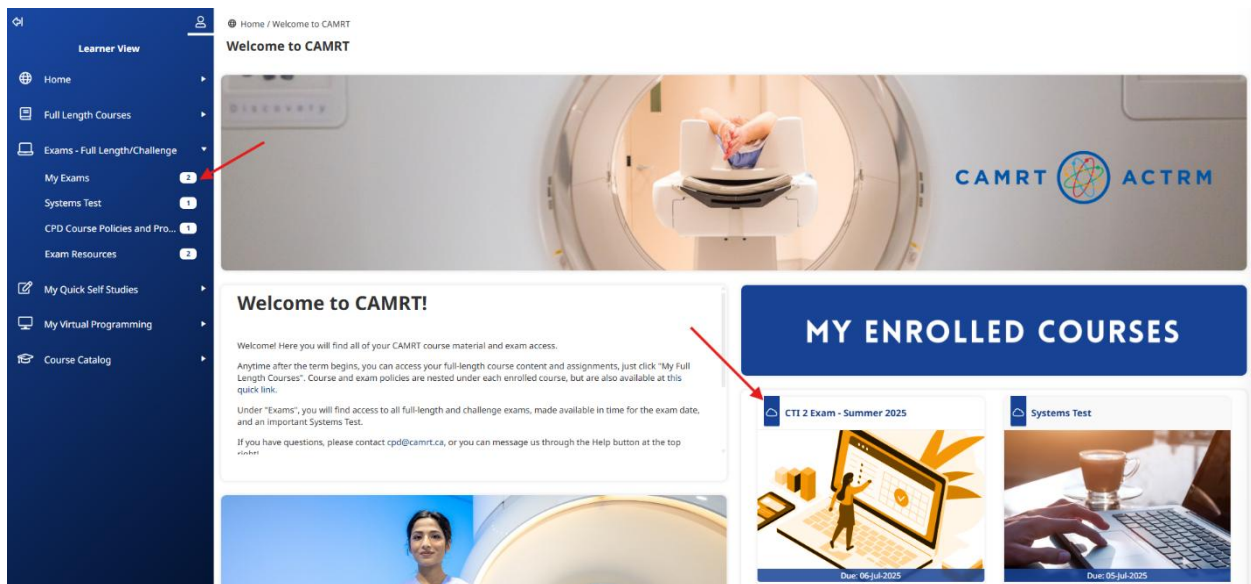 Learner View
Home
Full Length Courses
Exams - Full Length/Challenge
My Exams 2
Systems Test 1
CPD Course Policies and Pro... 1
Exam Resources 2
My Quick Self Studies
My Virtual Programming
Course Catalog
Home / Welcome to CAMRT
Welcome to CAMRT
Discovery
CAMRT ACTRM
Welcome to CAMRT!
Welcome! Here you will find all of your CAMRT course material and exam access.
Anytime after the term begins, you can access your full-length course content and assignments, just click "My Full
Length Courses". Course and exam policies are nested under each enrolled course, but are also available at this
quick link.
Under "Exams", you will find access to all full-length and challenge exams, made available in time for the exam date,
and an important Systems Test.
If you have questions, please contact cpd@camrt.ca, or you can message us through the Help button at the top
right!
MY ENROLLED COURSES
CTI 2 Exam - Summer 2025
Due: 06-Jul-2025
Systems Test
Due: 05-Jul-2025